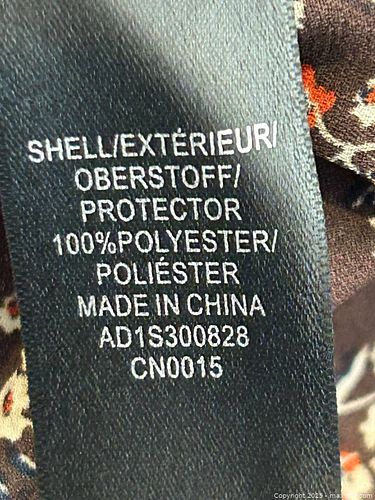 SHELL/EXTÉRIEUR/
OBERSTOFF/
PROTECTOR
100%POLYESTER/
POLIÉSTER
MADE IN CHINA
AD1S300828
CN0015